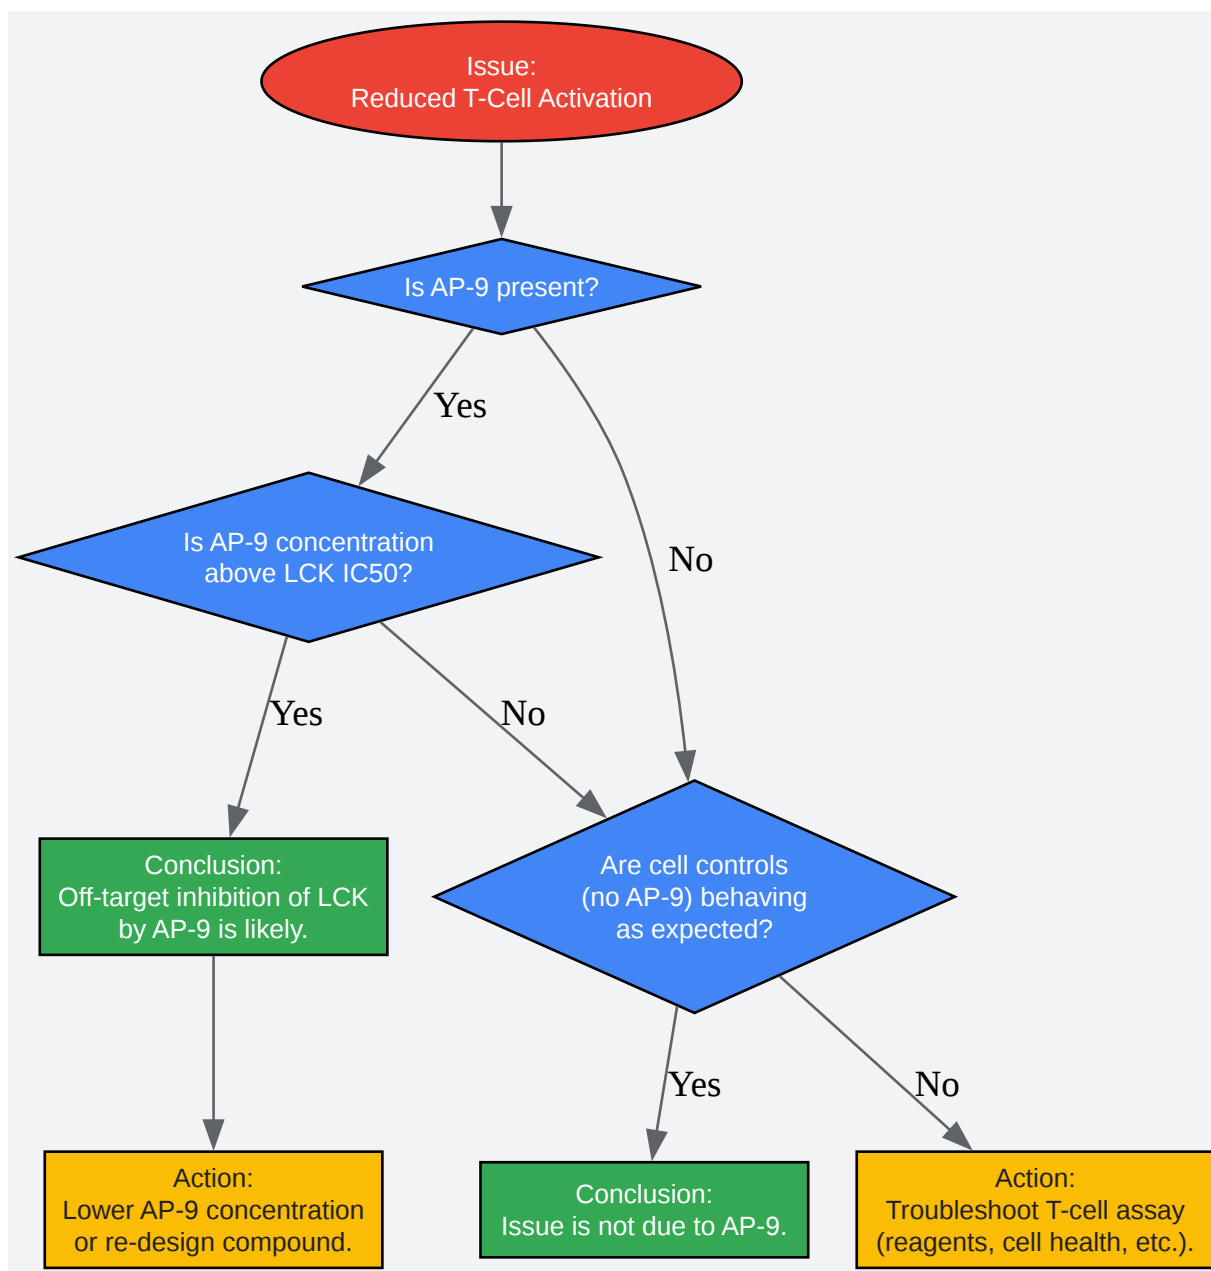 Issue:
Reduced T-Cell Activation
Is AP-9 present?
Yes
No
Is AP-9 concentration
above LCK IC50?
Yes
No
Conclusion:
Off-target inhibition of LCK
by AP-9 is likely.
Are cell controls
(no AP-9) behaving
as expected?
Yes
No
Action:
Lower AP-9 concentration
or re-design compound.
Conclusion:
Issue is not due to AP-9.
Action:
Troubleshoot T-cell assay
(reagents, cell health, etc.).